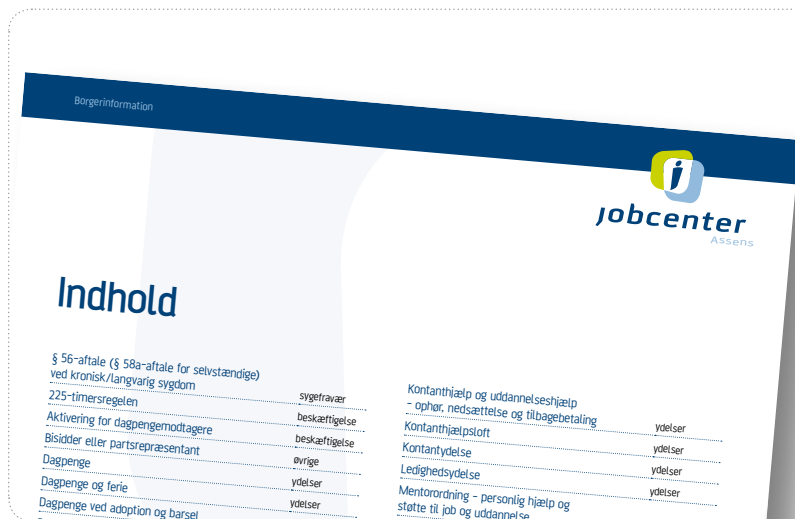 Borgerinformation
jobcenter
Assens
Indhold
§ 56-aftale (§ 58a-aftale for selvstændige)
ved kronisk/langvarig sygdom sygefravær
225-timersregelen beskæftigelse
Aktivering for dagpengemodtagere beskæftigelse
Bisidder eller partsrepræsentant øvrige
Dagpenge ydelser
Dagpenge og ferie ydelser
Dagpenge ved adoption og barsel
Kontanthjælp og uddannelseshjælp
- ophør, nedsættelse og tilbagebetaling ydelser
Kontanthjælpsloft ydelser
Kontantydelse ydelser
Ledighedsydelse ydelser
Mentorordning - personlig hjælp og
støtte til job og uddannelse